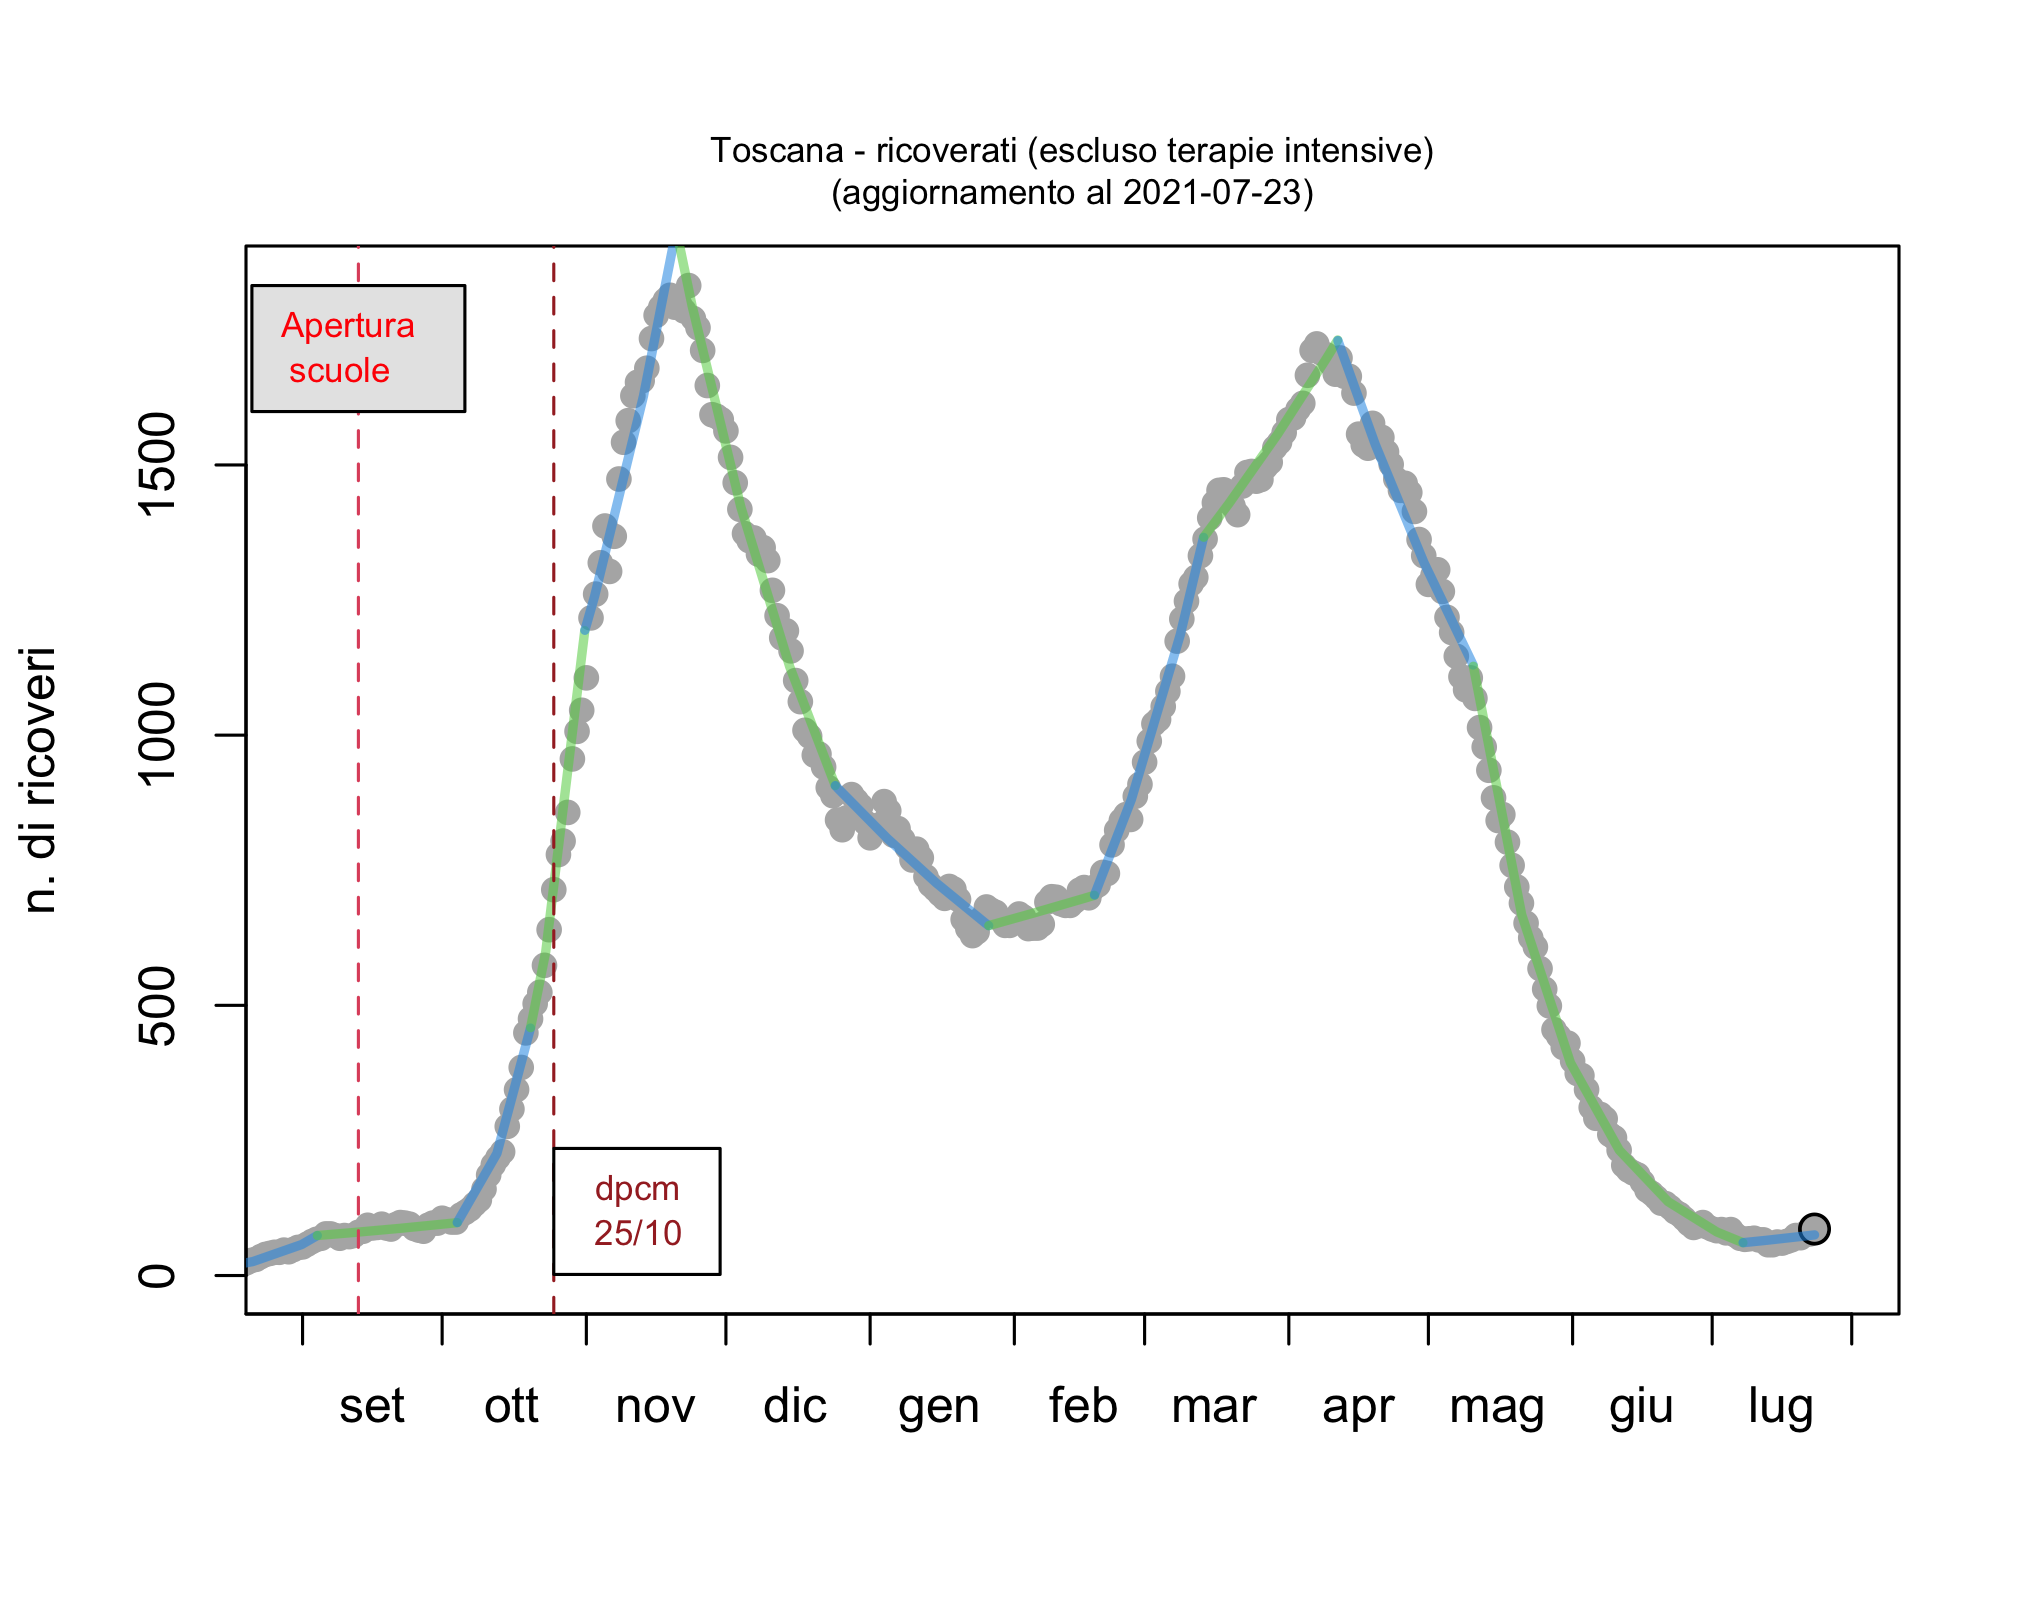 Toscana - ricoverati (escluso terapie intensive)
(aggiornamento al 2021-07-23)
Apertura
scuole
n. di ricoveri
1500
1000
500
0
dpcm
25/10
set ott nov dic gen feb mar apr mag giu lug